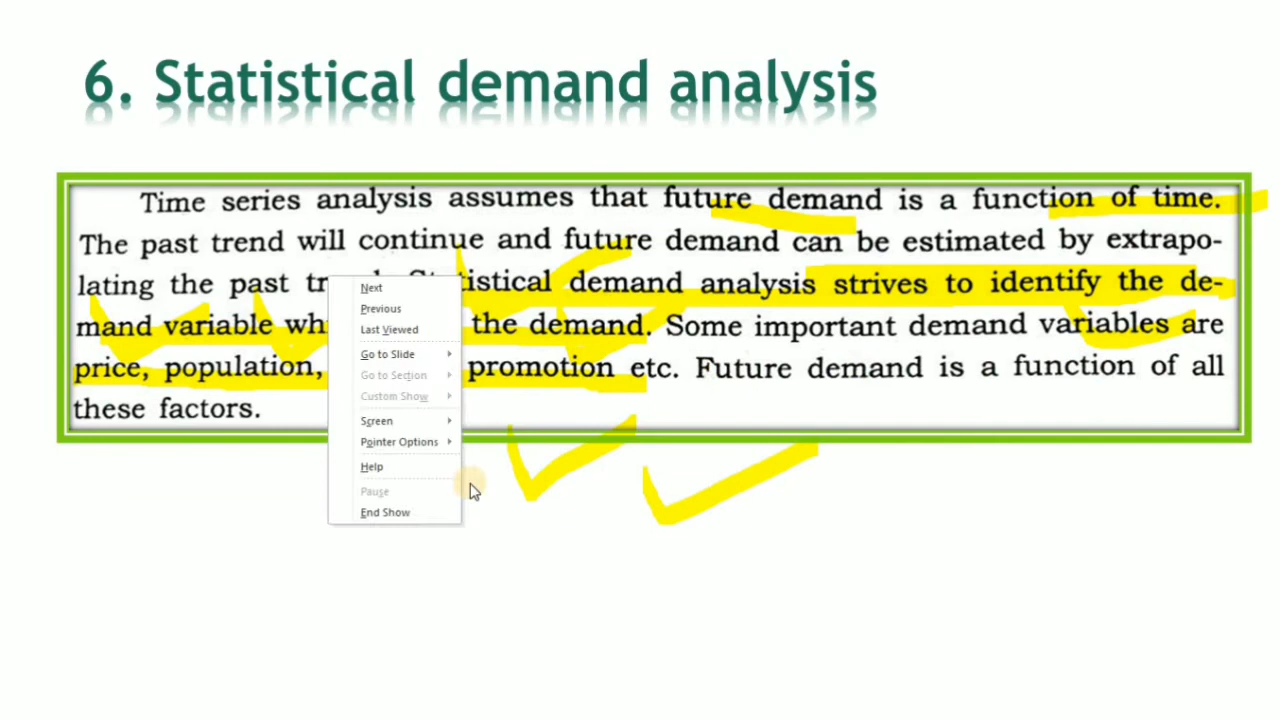 6. Statistical demand analysis
Time series analysis assumes that future demand is a function of time.
The past trend will continue and future demand can be estimated by extrapo-
lating the past tistical demand analysis strives to identify the de-
mand variable the demand. Some important demand variables are
price, population, promotion etc. Future demand is a function of all
these factors.
Next
Previous
Last Viewed
Go to Slide
Go to Section
Custom Show
Screen
Pointer Options
Help
Pause
End Show